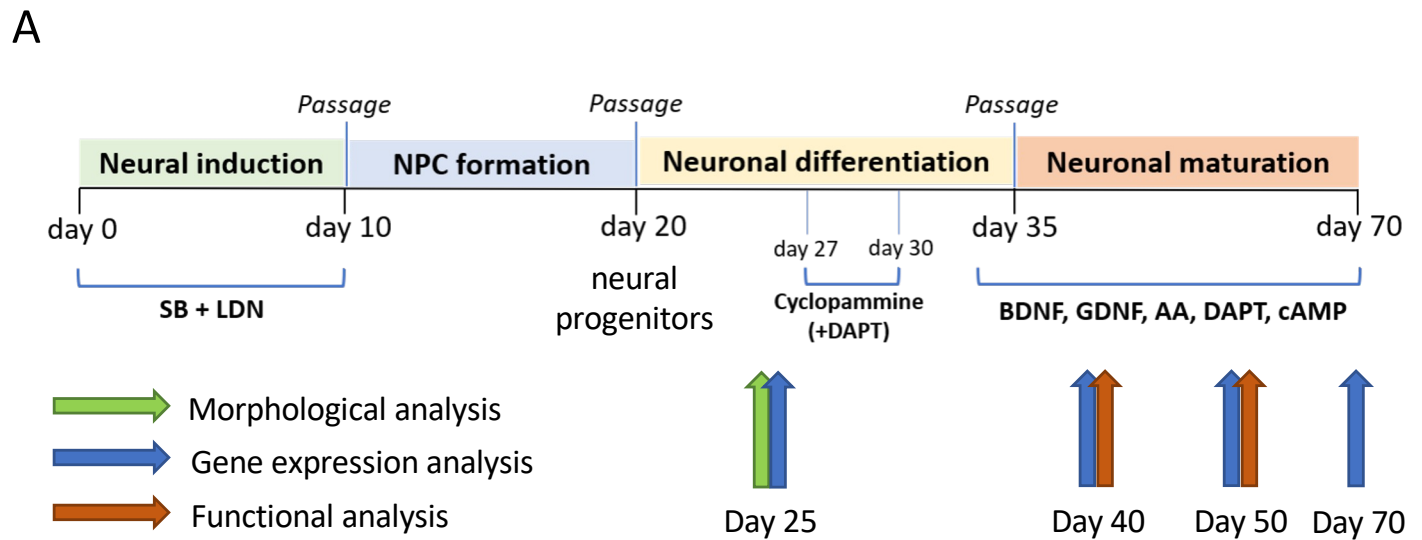 A
Passage
Passage
Passage
Neural induction
NPC formation
Neuronal differentiation
Neuronal maturation
day 0
day 10
day 20
day 27
day 30
day 35
day 70
SB + LDN
neural
progenitors
Cyclopammine
(+DAPT)
BDNF, GDNF, AA, DAPT, cAMP
Morphological analysis
Gene expression analysis
Functional analysis
Day 25
Day 40
Day 50
Day 70